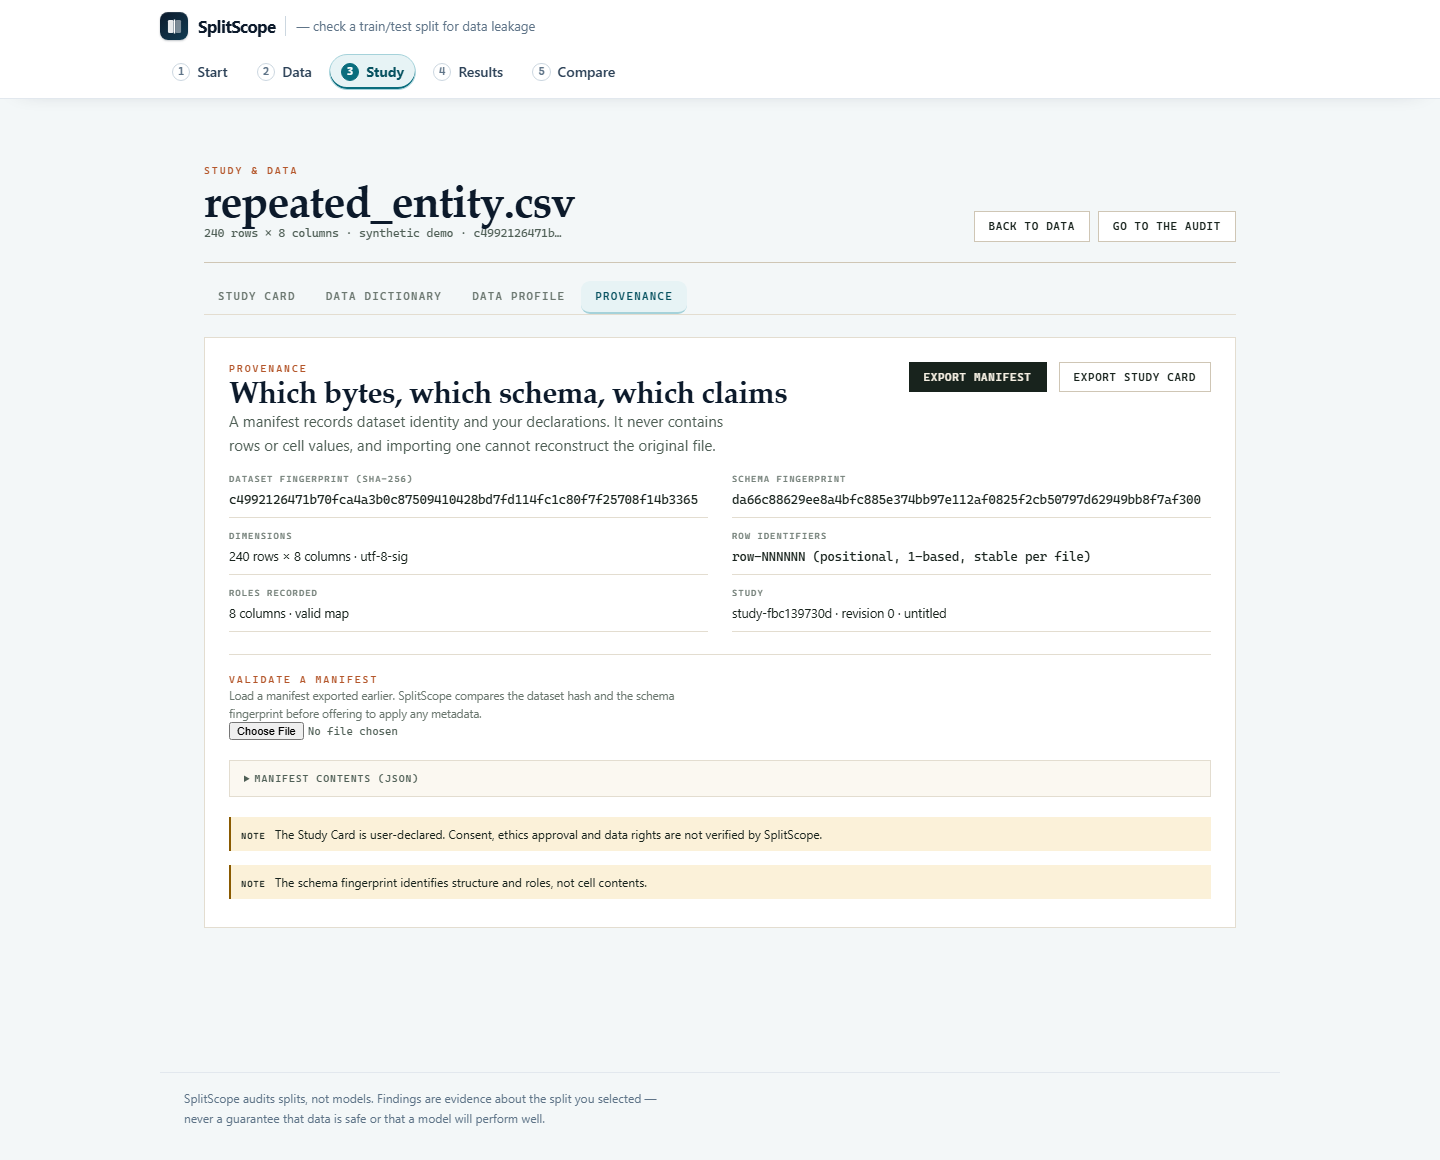 SplitScope
— check a train/test split for data leakage
1 Start
2 Data
3 Study
4 Results
5 Compare
STUDY & DATA
repeated_entity.csv
240 rows × 8 columns · synthetic demo · c4992126471b…
BACK TO DATA
GO TO THE AUDIT
STUDY CARD
DATA DICTIONARY
DATA PROFILE
PROVENANCE
PROVENANCE
Which bytes, which schema, which claims
EXPORT MANIFEST
EXPORT STUDY CARD
A manifest records dataset identity and your declarations. It never contains
rows or cell values, and importing one cannot reconstruct the original file.
DATASET FINGERPRINT (SHA-256)
c4992126471b70fca4a3b0c87509410428bd7fd114fc1c80f7f25708f14b3365
SCHEMA FINGERPRINT
da66c88629ee8a4bfc885e374bb97e112af0825f2cb50797d62949bb8f7af300
DIMENSIONS
240 rows × 8 columns · utf-8-sig
ROW IDENTIFIERS
row-NNNNNN (positional, 1-based, stable per file)
ROLES RECORDED
8 columns · valid map
STUDY
study-fbc139730d · revision 0 · untitled
VALIDATE A MANIFEST
Load a manifest exported earlier. SplitScope compares the dataset hash and the schema
fingerprint before offering to apply any metadata.
Choose File No file chosen
MANIFEST CONTENTS (JSON)
NOTE The Study Card is user-declared. Consent, ethics approval and data rights are not verified by SplitScope.
NOTE The schema fingerprint identifies structure and roles, not cell contents.
SplitScope audits splits, not models. Findings are evidence about the split you selected —
never a guarantee that data is safe or that a model will perform well.